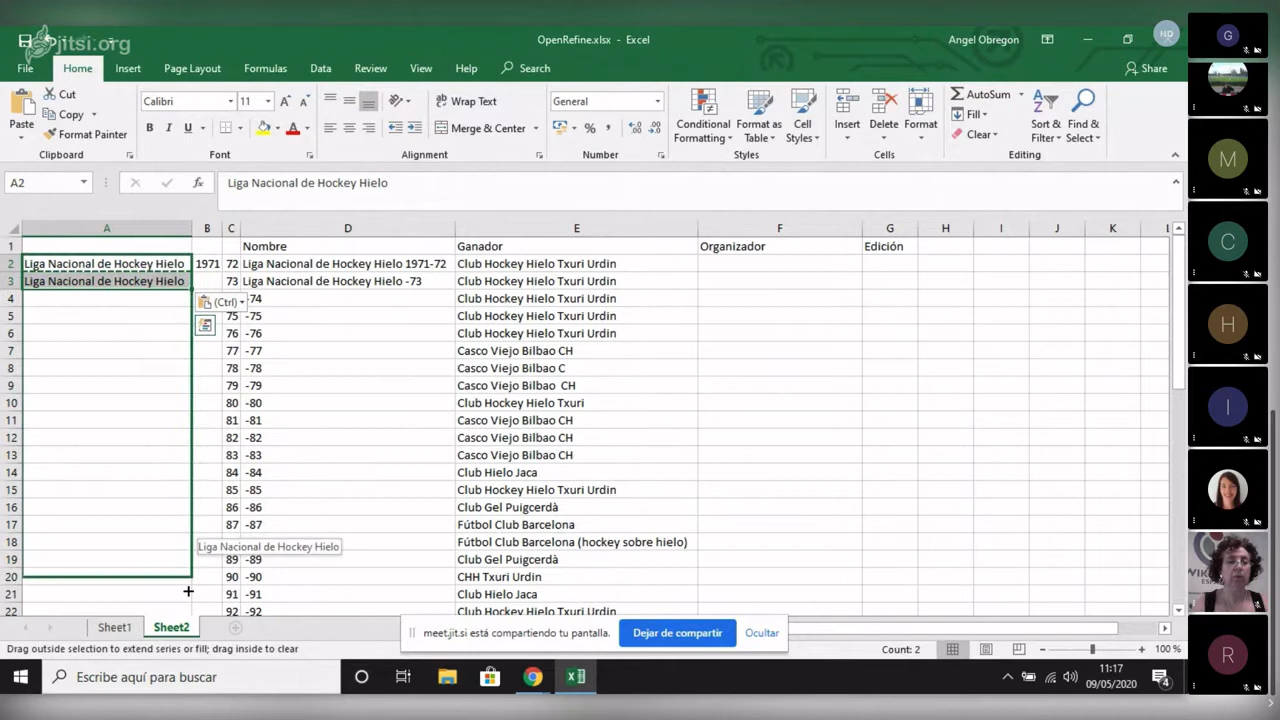 jitsi.org
OpenRefine.xlsx - Excel
Angel Obregon
HO
File Home Insert Page Layout Formulas Data Review View Help Search
Share
Paste
Cut
Copy
Format Painter
Clipboard
Calibri 11
B I U
Font
Wrap Text
Merge & Center
Alignment
General
Number
Conditional Formatting
Format as Table
Cell Styles
Styles
Insert
Delete
Format
Cells
AutoSum
Fill
Clear
Sort & Filter
Find & Select
Editing
A2
fx
Liga Nacional de Hockey Hielo
A B C D E F G H I J K L
1 Nombre Ganador Organizador Edición
2 Liga Nacional de Hockey Hielo 1971 72 Liga Nacional de Hockey Hielo 1971-72 Club Hockey Hielo Txuri Urdin
3 Liga Nacional de Hockey Hielo 73 Liga Nacional de Hockey Hielo -73 Club Hockey Hielo Txuri Urdin
4 (Ctrl) -74 Club Hockey Hielo Txuri Urdin
5 75 -75 Club Hockey Hielo Txuri Urdin
6 76 -76 Club Hockey Hielo Txuri Urdin
7 77 -77 Casco Viejo Bilbao CH
8 78 -78 Casco Viejo Bilbao C
9 79 -79 Casco Viejo Bilbao  CH
10 80 -80 Club Hockey Hielo Txuri
11 81 -81 Casco Viejo Bilbao CH
12 82 -82 Casco Viejo Bilbao CH
13 83 -83 Casco Viejo Bilbao CH
14 84 -84 Club Hielo Jaca
15 85 -85 Club Hockey Hielo Txuri Urdin
16 86 -86 Club Gel Puigcerdà
17 87 -87 Fútbol Club Barcelona
18 Liga Nacional de Hockey Hielo Fútbol Club Barcelona (hockey sobre hielo)
19 89 -89 Club Gel Puigcerdà
20 90 -90 CHH Txuri Urdin
21 91 -91 Club Hielo Jaca
22 92 -92 Club Hockey Hielo Txuri Urdin
Sheet1 Sheet2
meet.jit.si está compartiendo tu pantalla. Dejar de compartir Ocultar
Drag outside selection to extend series or fill; drag inside to clear
Count: 2
100 %
Escribe aquí para buscar
11:17
09/05/2020
4
G
M
C
H
I
R